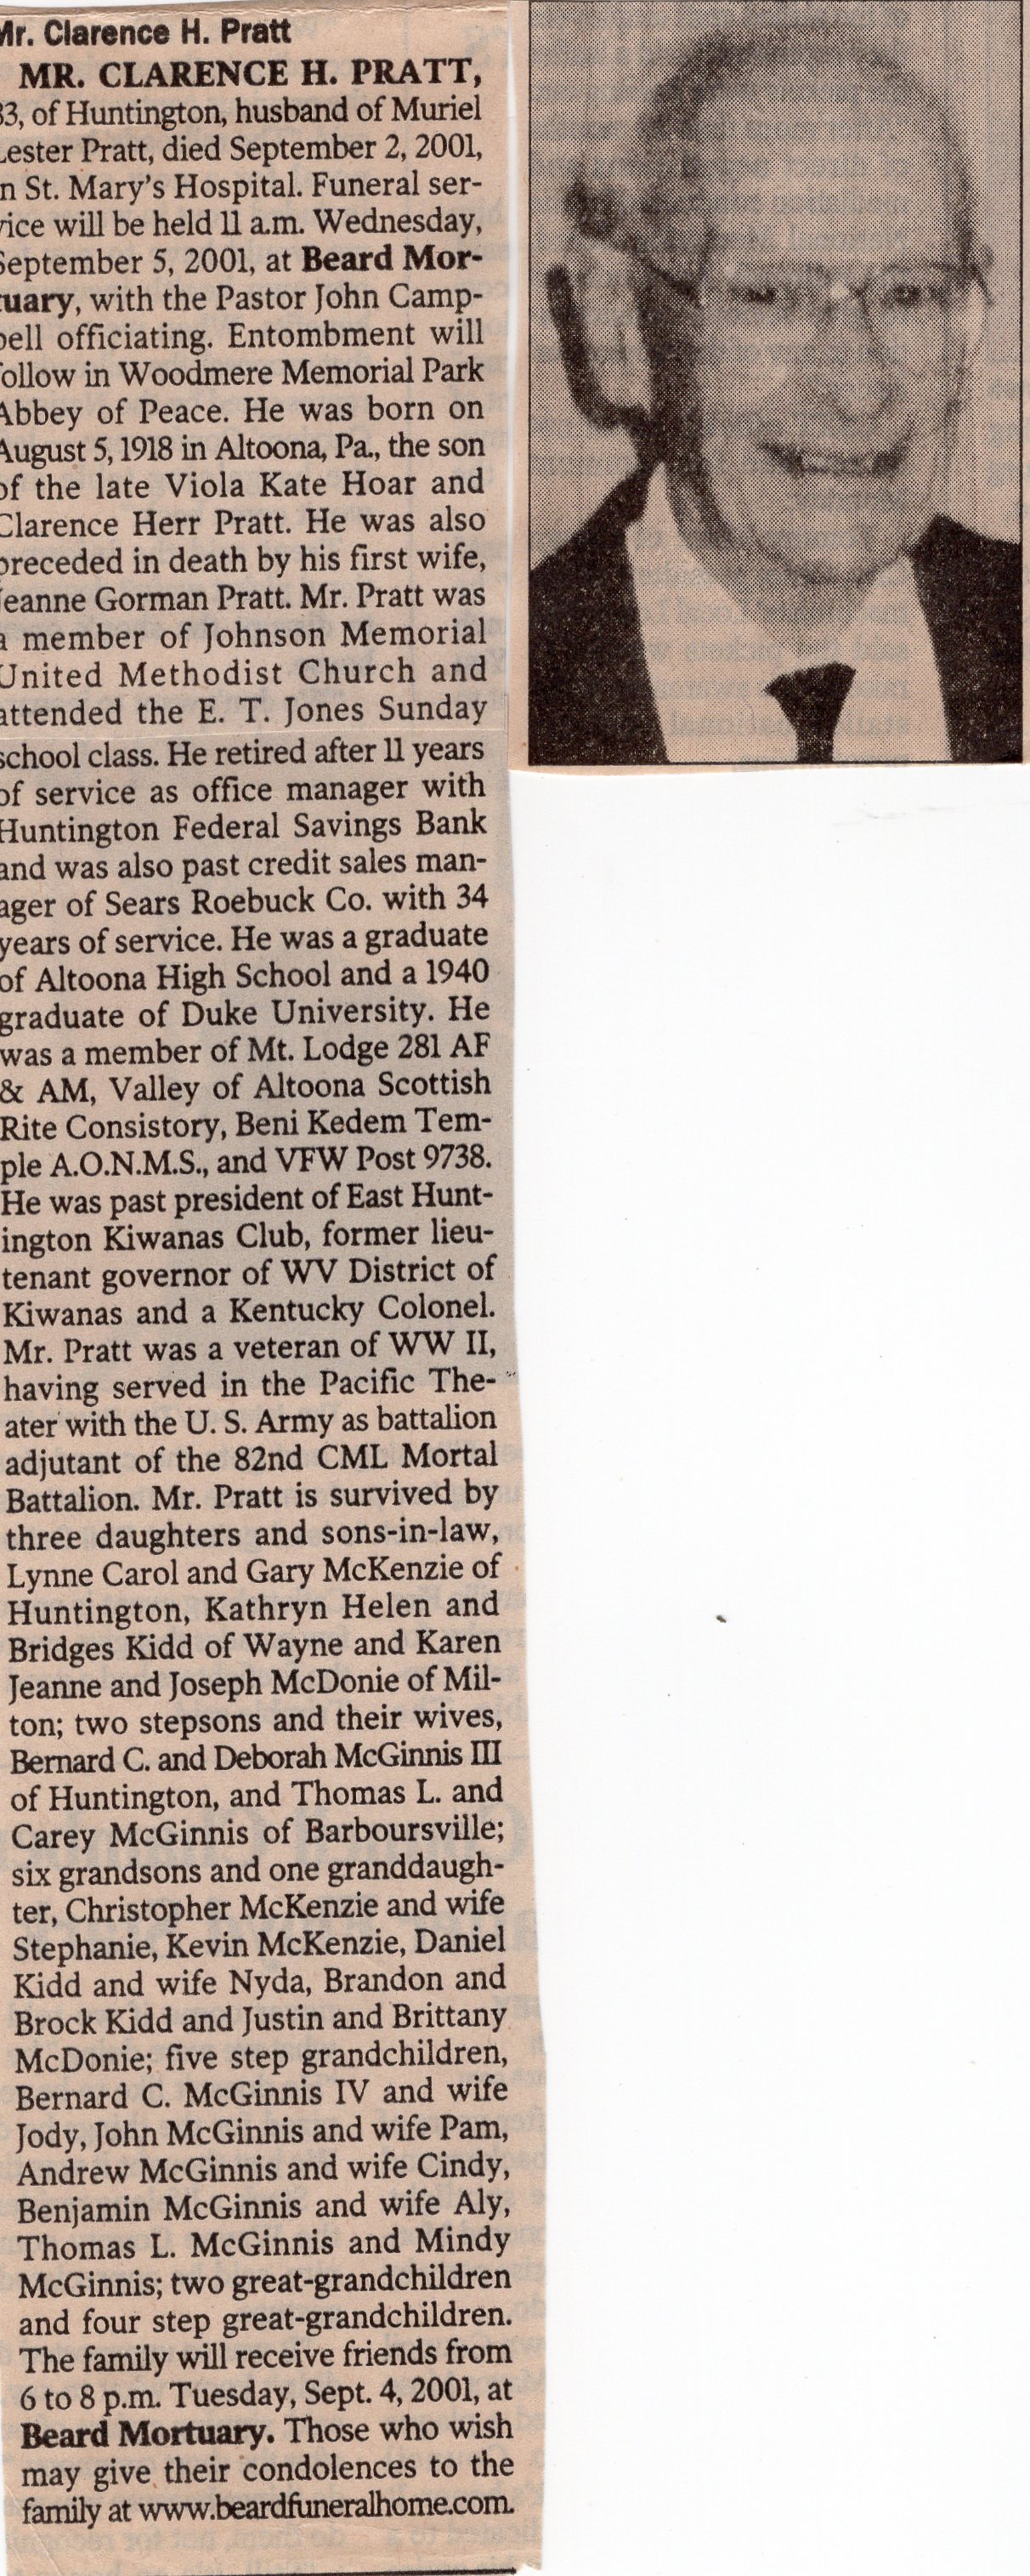 Mr. Clarence H. Pratt
MR. CLARENCE H. PRATT,
83, of Huntington, husband of Muriel
Lester Pratt, died September 2, 2001,
in St. Mary's Hospital. Funeral ser-
vice will be held 11 a.m. Wednesday,
September 5, 2001, at Beard Mor-
tuary, with the Pastor John Camp-
bell officiating. Entombment will
follow in Woodmere Memorial Park
Abbey of Peace. He was born on
August 5, 1918 in Altoona, Pa., the son
of the late Viola Kate Hoar and
Clarence Herr Pratt. He was also
preceded in death by his first wife,
Jeanne Gorman Pratt. Mr. Pratt was
a member of Johnson Memorial
United Methodist Church and
attended the E. T. Jones Sunday
school class. He retired after 11 years
of service as office manager with
Huntington Federal Savings Bank
and was also past credit sales man-
ager of Sears Roebuck Co. with 34
years of service. He was a graduate
of Altoona High School and a 1940
graduate of Duke University. He
was a member of Mt. Lodge 281 AF
& AM, Valley of Altoona Scottish
Rite Consistory, Beni Kedem Tem-
ple A.O.N.M.S., and VFW Post 9738.
He was past president of East Hunt-
ington Kiwanas Club, former lieu-
tenant governor of WV District of
Kiwanas and a Kentucky Colonel.
Mr. Pratt was a veteran of WW II,
having served in the Pacific The-
ater with the U. S. Army as battalion
adjutant of the 82nd CML Mortal
Battalion. Mr. Pratt is survived by
three daughters and sons-in-law,
Lynne Carol and Gary McKenzie of
Huntington, Kathryn Helen and
Bridges Kidd of Wayne and Karen
Jeanne and Joseph McDonie of Mil-
ton; two stepsons and their wives,
Bernard C. and Deborah McGinnis III
of Huntington, and Thomas L. and
Carey McGinnis of Barboursville;
six grandsons and one granddaugh-
ter, Christopher McKenzie and wife
Stephanie, Kevin McKenzie, Daniel
Kidd and wife Nyda, Brandon and
Brock Kidd and Justin and Brittany
McDonie; five step grandchildren,
Bernard C. McGinnis IV and wife
Jody, John McGinnis and wife Pam,
Andrew McGinnis and wife Cindy,
Benjamin McGinnis and wife Aly,
Thomas L. McGinnis and Mindy
McGinnis; two great-grandchildren
and four step great-grandchildren.
The family will receive friends from
6 to 8 p.m. Tuesday, Sept. 4, 2001, at
Beard Mortuary. Those who wish
may give their condolences to the
family at www.beardfuneralhome.com.